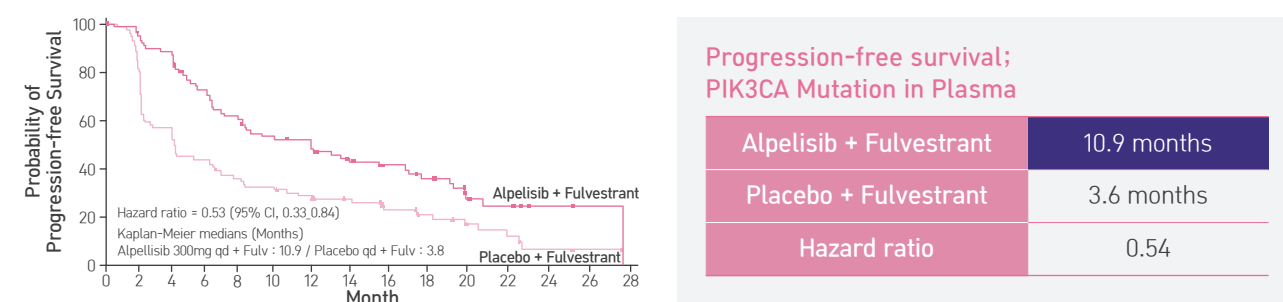 Probability of
Progression-free Survival
100
80
60
40
20
0
0 2 4 6 8 10 12 14 16 18 20 22 24 26 28
Month
Alpelisib + Fulvestrant
Placebo + Fulvestrant
Hazard ratio = 0.53 (95% CI, 0.33_0.84)
Kaplan-Meier medians (Months)
Alpellisib 300mg qd + Fulv : 10.9 / Placebo qd + Fulv : 3.8
Progression-free survival;
PIK3CA Mutation in Plasma
Alpelisib + Fulvestrant 10.9 months
Placebo + Fulvestrant 3.6 months
Hazard ratio 0.54